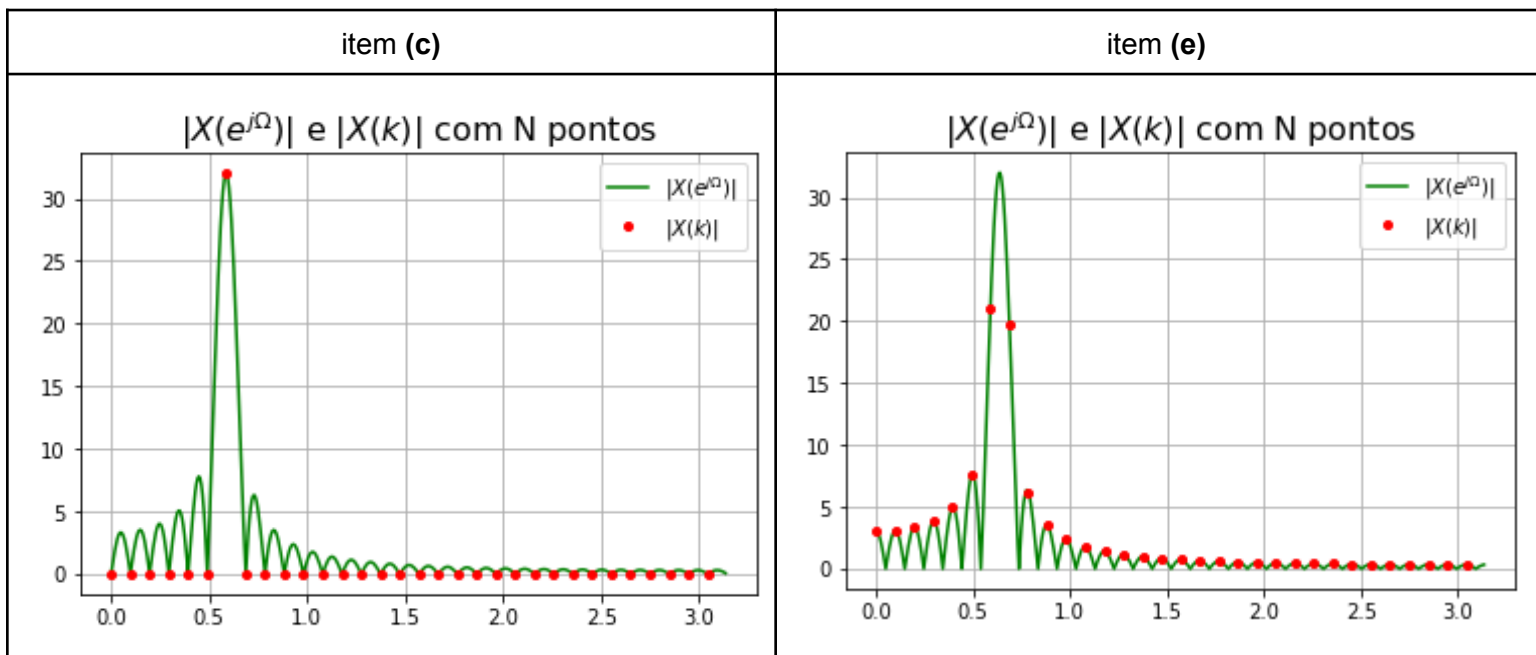 item (c)
item (e)
|X(e^{jΩ})| e |X(k)| com N pontos
|X(e^{jΩ})|
|X(k)|
30
25
20
15
10
5
0
0.0 0.5 1.0 1.5 2.0 2.5 3.0
|X(e^{jΩ})| e |X(k)| com N pontos
|X(e^{jΩ})|
|X(k)|
30
25
20
15
10
5
0
0.0 0.5 1.0 1.5 2.0 2.5 3.0